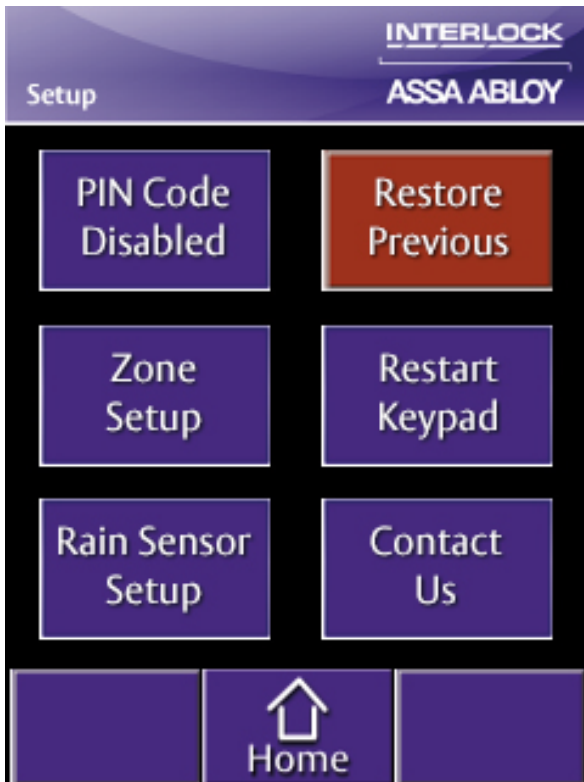 INTERLOCK
ASSA ABLOY
Setup
PIN Code
Disabled
Restore
Previous
Zone
Setup
Restart
Keypad
Rain Sensor
Setup
Contact
Us
Home